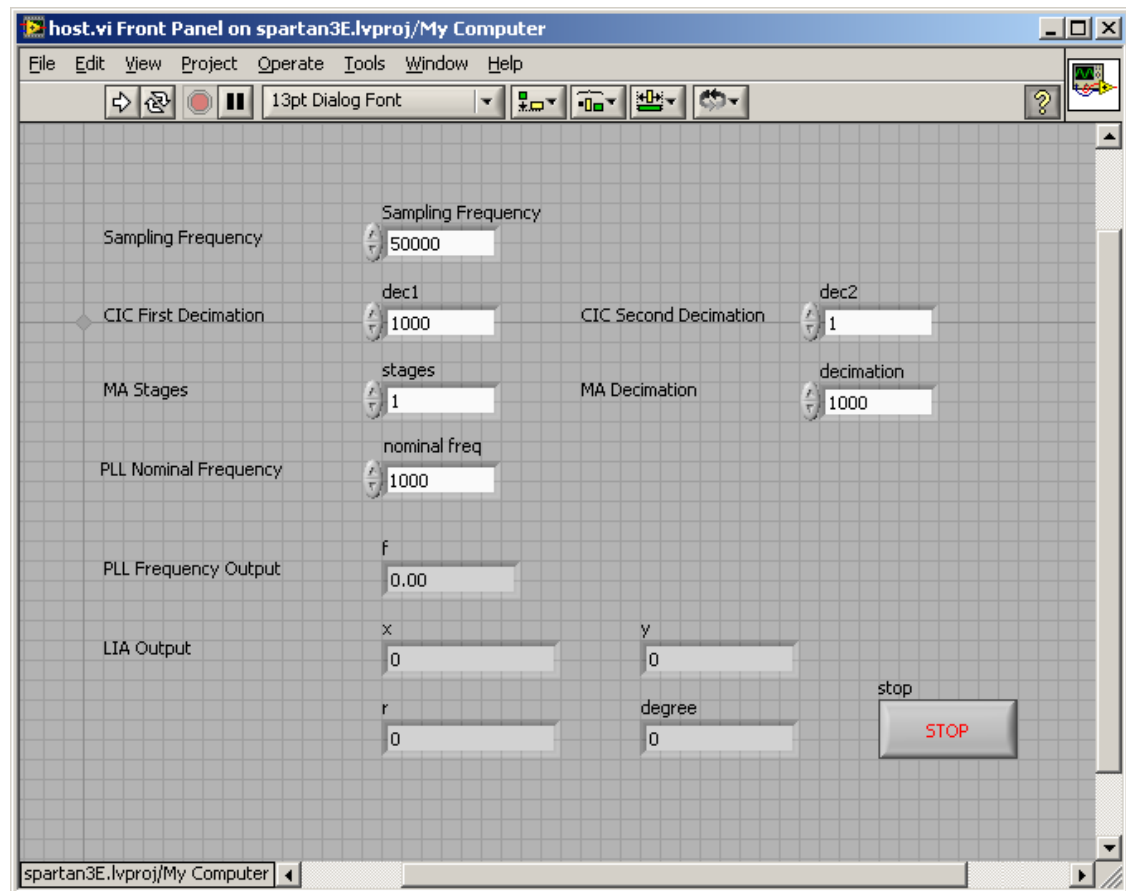 host.vi Front Panel on spartan3E.lvproj/My Computer
File Edit View Project Operate Tools Window Help
13pt Dialog Font
Sampling Frequency
Sampling Frequency
50000
dec1
dec2
CIC First Decimation
1000
CIC Second Decimation
1
stages
decimation
MA Stages
1
MA Decimation
1000
nominal freq
PLL Nominal Frequency
1000
f
PLL Frequency Output
0.00
x
y
LIA Output
0
0
stop
r
degree
0
0
STOP
spartan3E.lvproj/My Computer